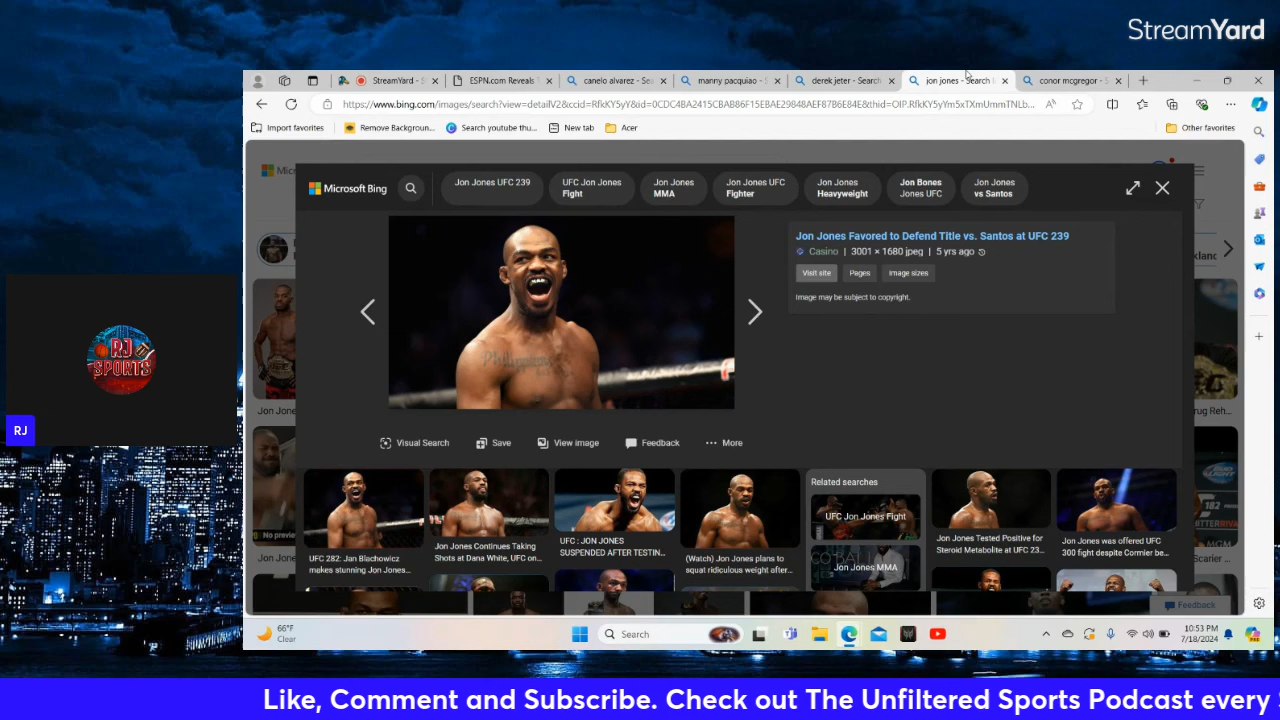 StreamYard
StreamYard - S
ESPN.com Reveals
canelo alvarez - Sea
manny pacquiao - S
derek jeter - Search
jon jones - Search I
conor mcgregor - S
https://www.bing.com/images/search?view=detailV2&ccid=RfkKY5yY&id=0CDC4BA2415CBAB86F15EBAE29848AEF87B6E84E&thid=OIP.RfkKY5yYm5xTXmUmmTNLb...
Import favorites
Remove Backgroun...
Search youtube thu...
New tab
Acer
Other favorites
Microsoft Bing
Jon Jones UFC 239
UFC Jon Jones
Fight
Jon Jones
MMA
Jon Jones UFC
Fighter
Jon Jones
Heavyweight
Jon Bones
Jones UFC
Jon Jones
vs Santos
Jon Jones Favored to Defend Title vs. Santos at UFC 239
Casino | 3001 × 1680 jpeg | 5 yrs ago
Visit site
Pages
Image sizes
Image may be subject to copyright.
Visual Search
Save
View image
Feedback
More
RJ
SPORTS
RJ
Jon Jone
rug Reh...
No previe
Jon Jone
Scarier ...
UFC 282: Jan Blachowicz
makes stunning Jon Jones...
Jon Jones Continues Taking
Shots at Dana White, UFC on...
UFC : JON JONES
SUSPENDED AFTER TESTIN...
(Watch) Jon Jones plans to
squat ridiculous weight after...
Related searches
UFC Jon Jones Fight
Jon Jones MMA
Jon Jones Tested Positive for
Steroid Metabolite at UFC 23...
Jon Jones was offered UFC
300 fight despite Cormier be...
Feedback
66°F
Clear
Search
10:53 PM
7/18/2024
Like, Comment and Subscribe. Check out The Unfiltered Sports Podcast every